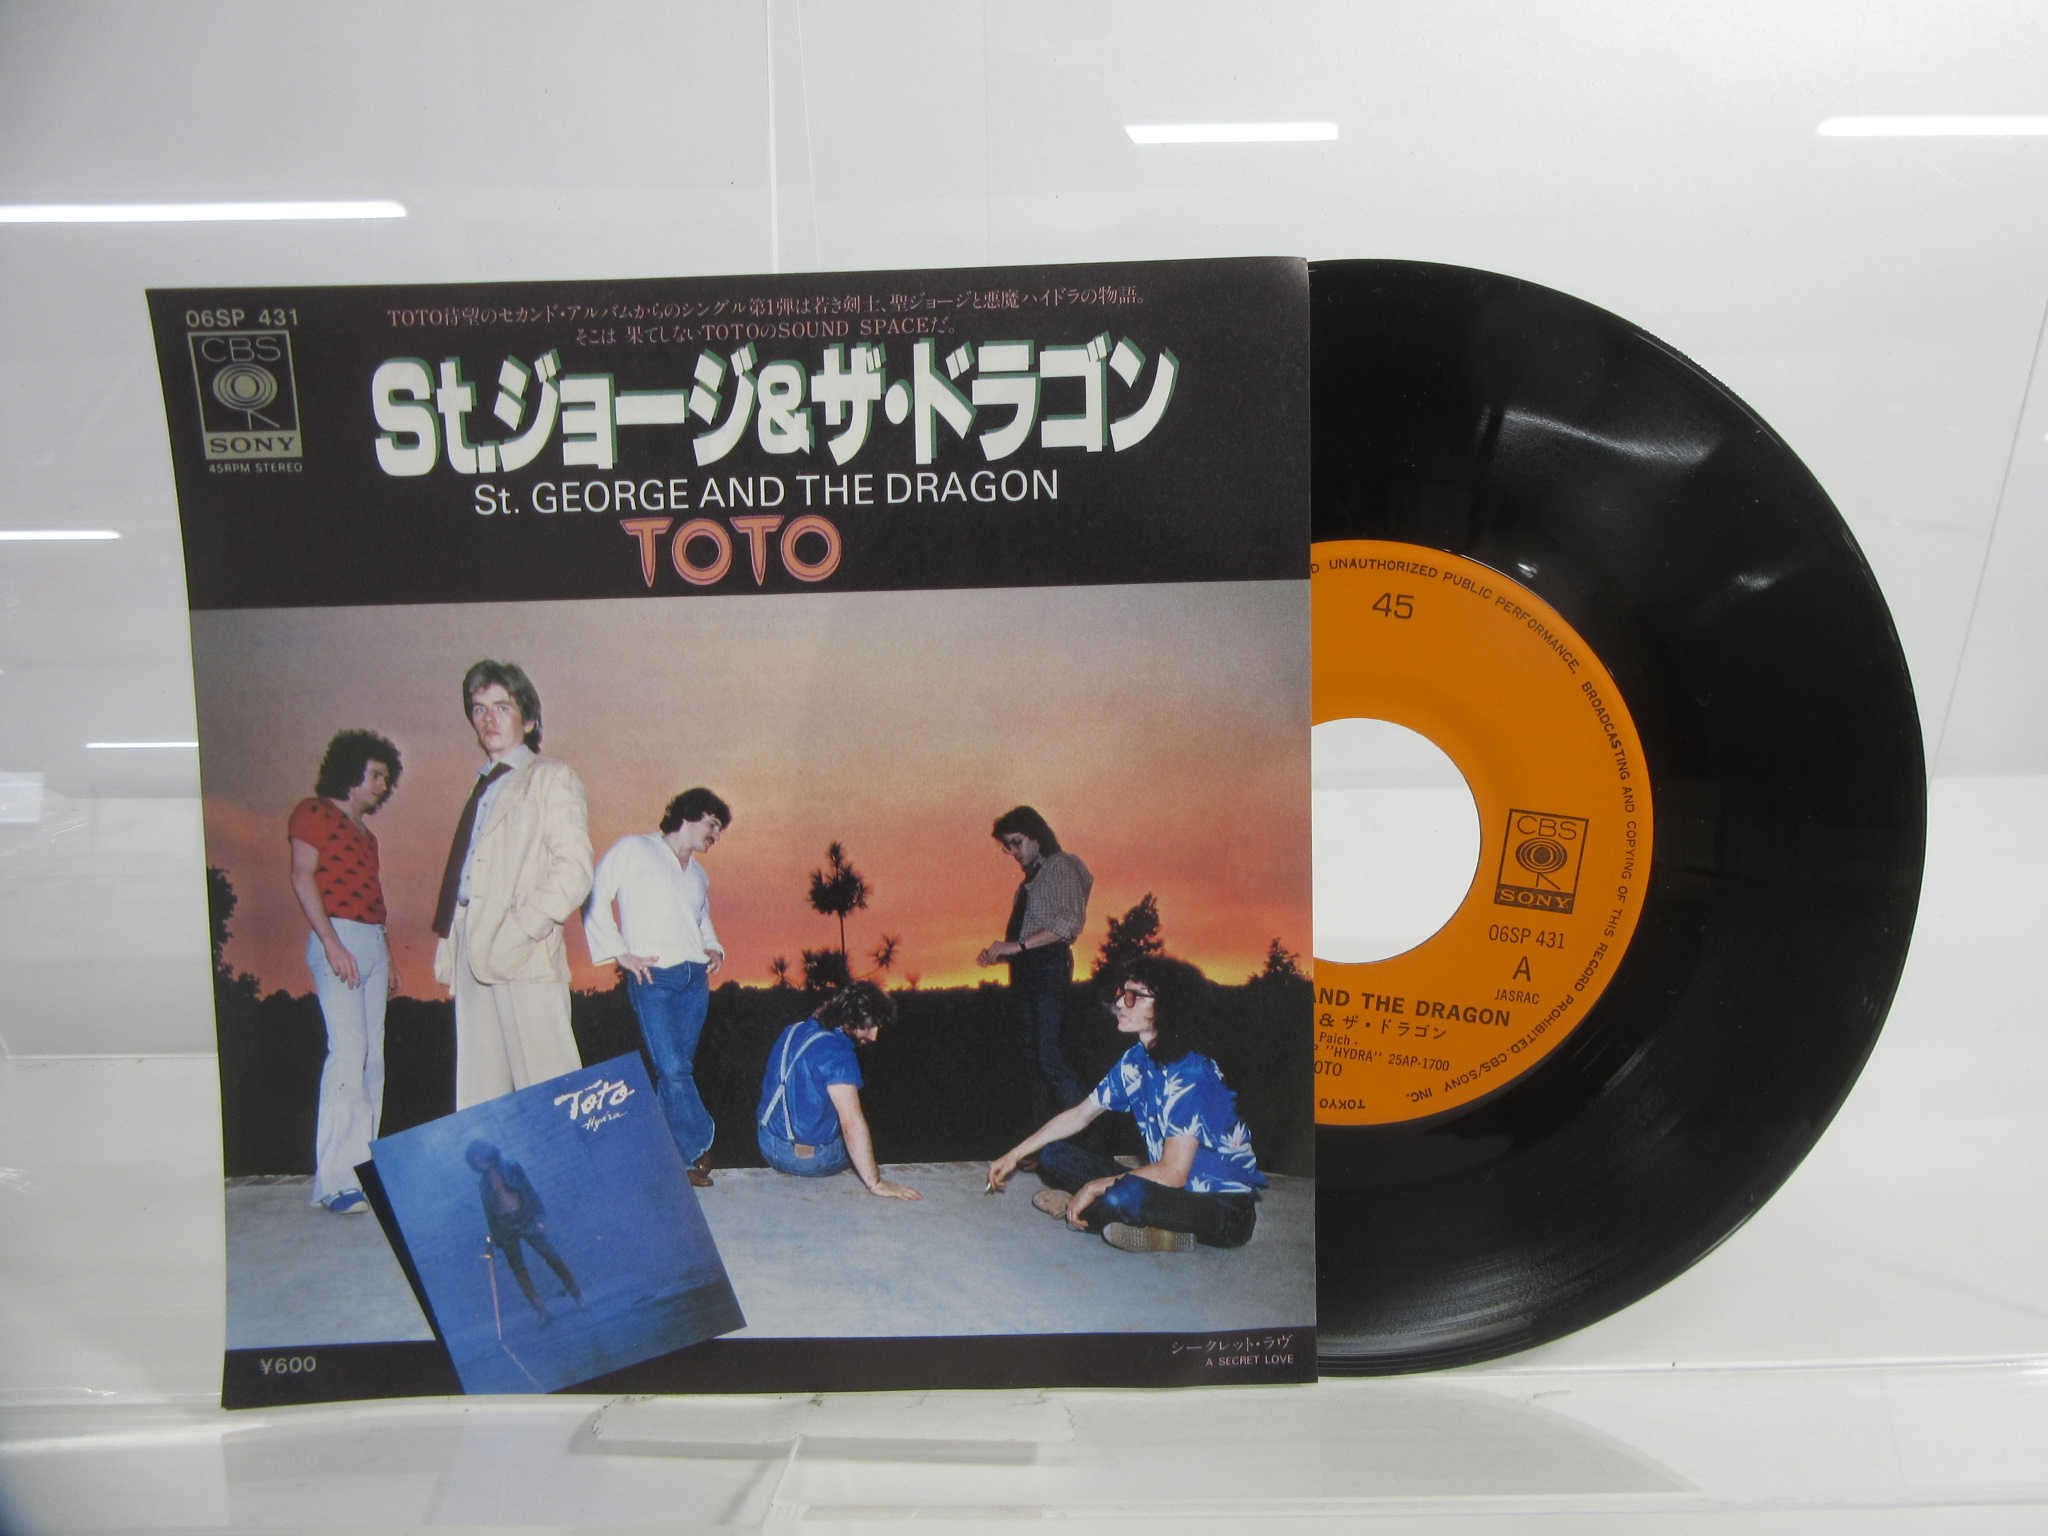 06SP 431
CBS
SONY
45RPM STEREO
TOTO待望のセカンド・アルバムからのシングル第1弾は若き剣士、聖ジョージと悪魔ハイドラの物語。
そこは 果てしないTOTOのSOUND SPACEだ。
St.ジョージ&ザ・ドラゴン
St. GEORGE AND THE DRAGON
TOTO
ToTo
Hydra
¥600
シークレット・ラヴ
A SECRET LOVE
D UNAUTHORIZED PUBLIC PERFORMANCE, BROADCASTING AND COPYING OF THIS RECORD PROHIBITED. CBS/SONY INC. TOKYO
45
CBS
SONY
06SP 431
A
JASRAC
AND THE DRAGON
& ザ・ドラゴン
Paich -
P "HYDRA" 25AP-1700
OTO